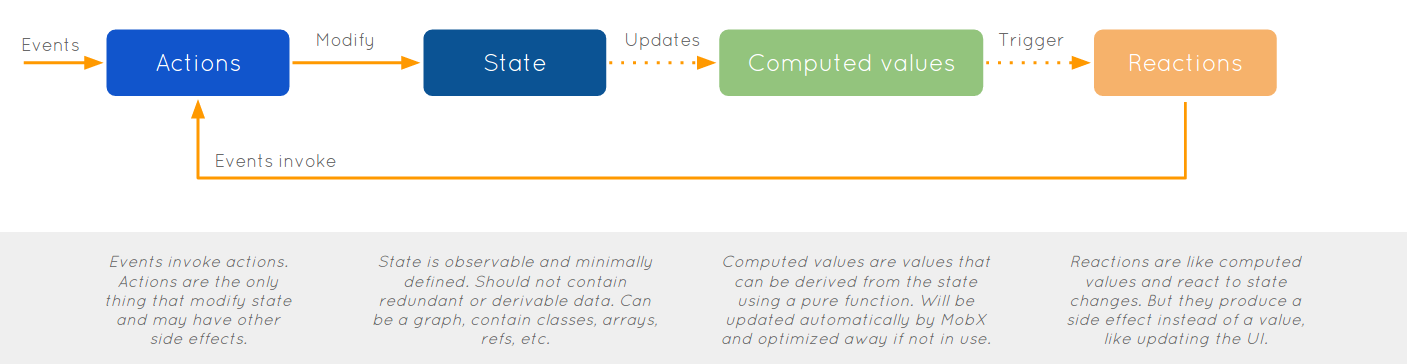 Events
Actions
Modify
State
Updates
Computed values
Trigger
Reactions
Events invoke
Events invoke actions.
Actions are the only
thing that modify state
and may have other
side effects.
State is observable and minimally
defined. Should not contain
redundant or derivable data. Can
be a graph, contain classes, arrays,
refs, etc.
Computed values are values that
can be derived from the state
using a pure function. Will be
updated automatically by MobX
and optimized away if not in use.
Reactions are like computed
values and react to state
changes. But they produce a
side effect instead of a value,
like updating the UI.